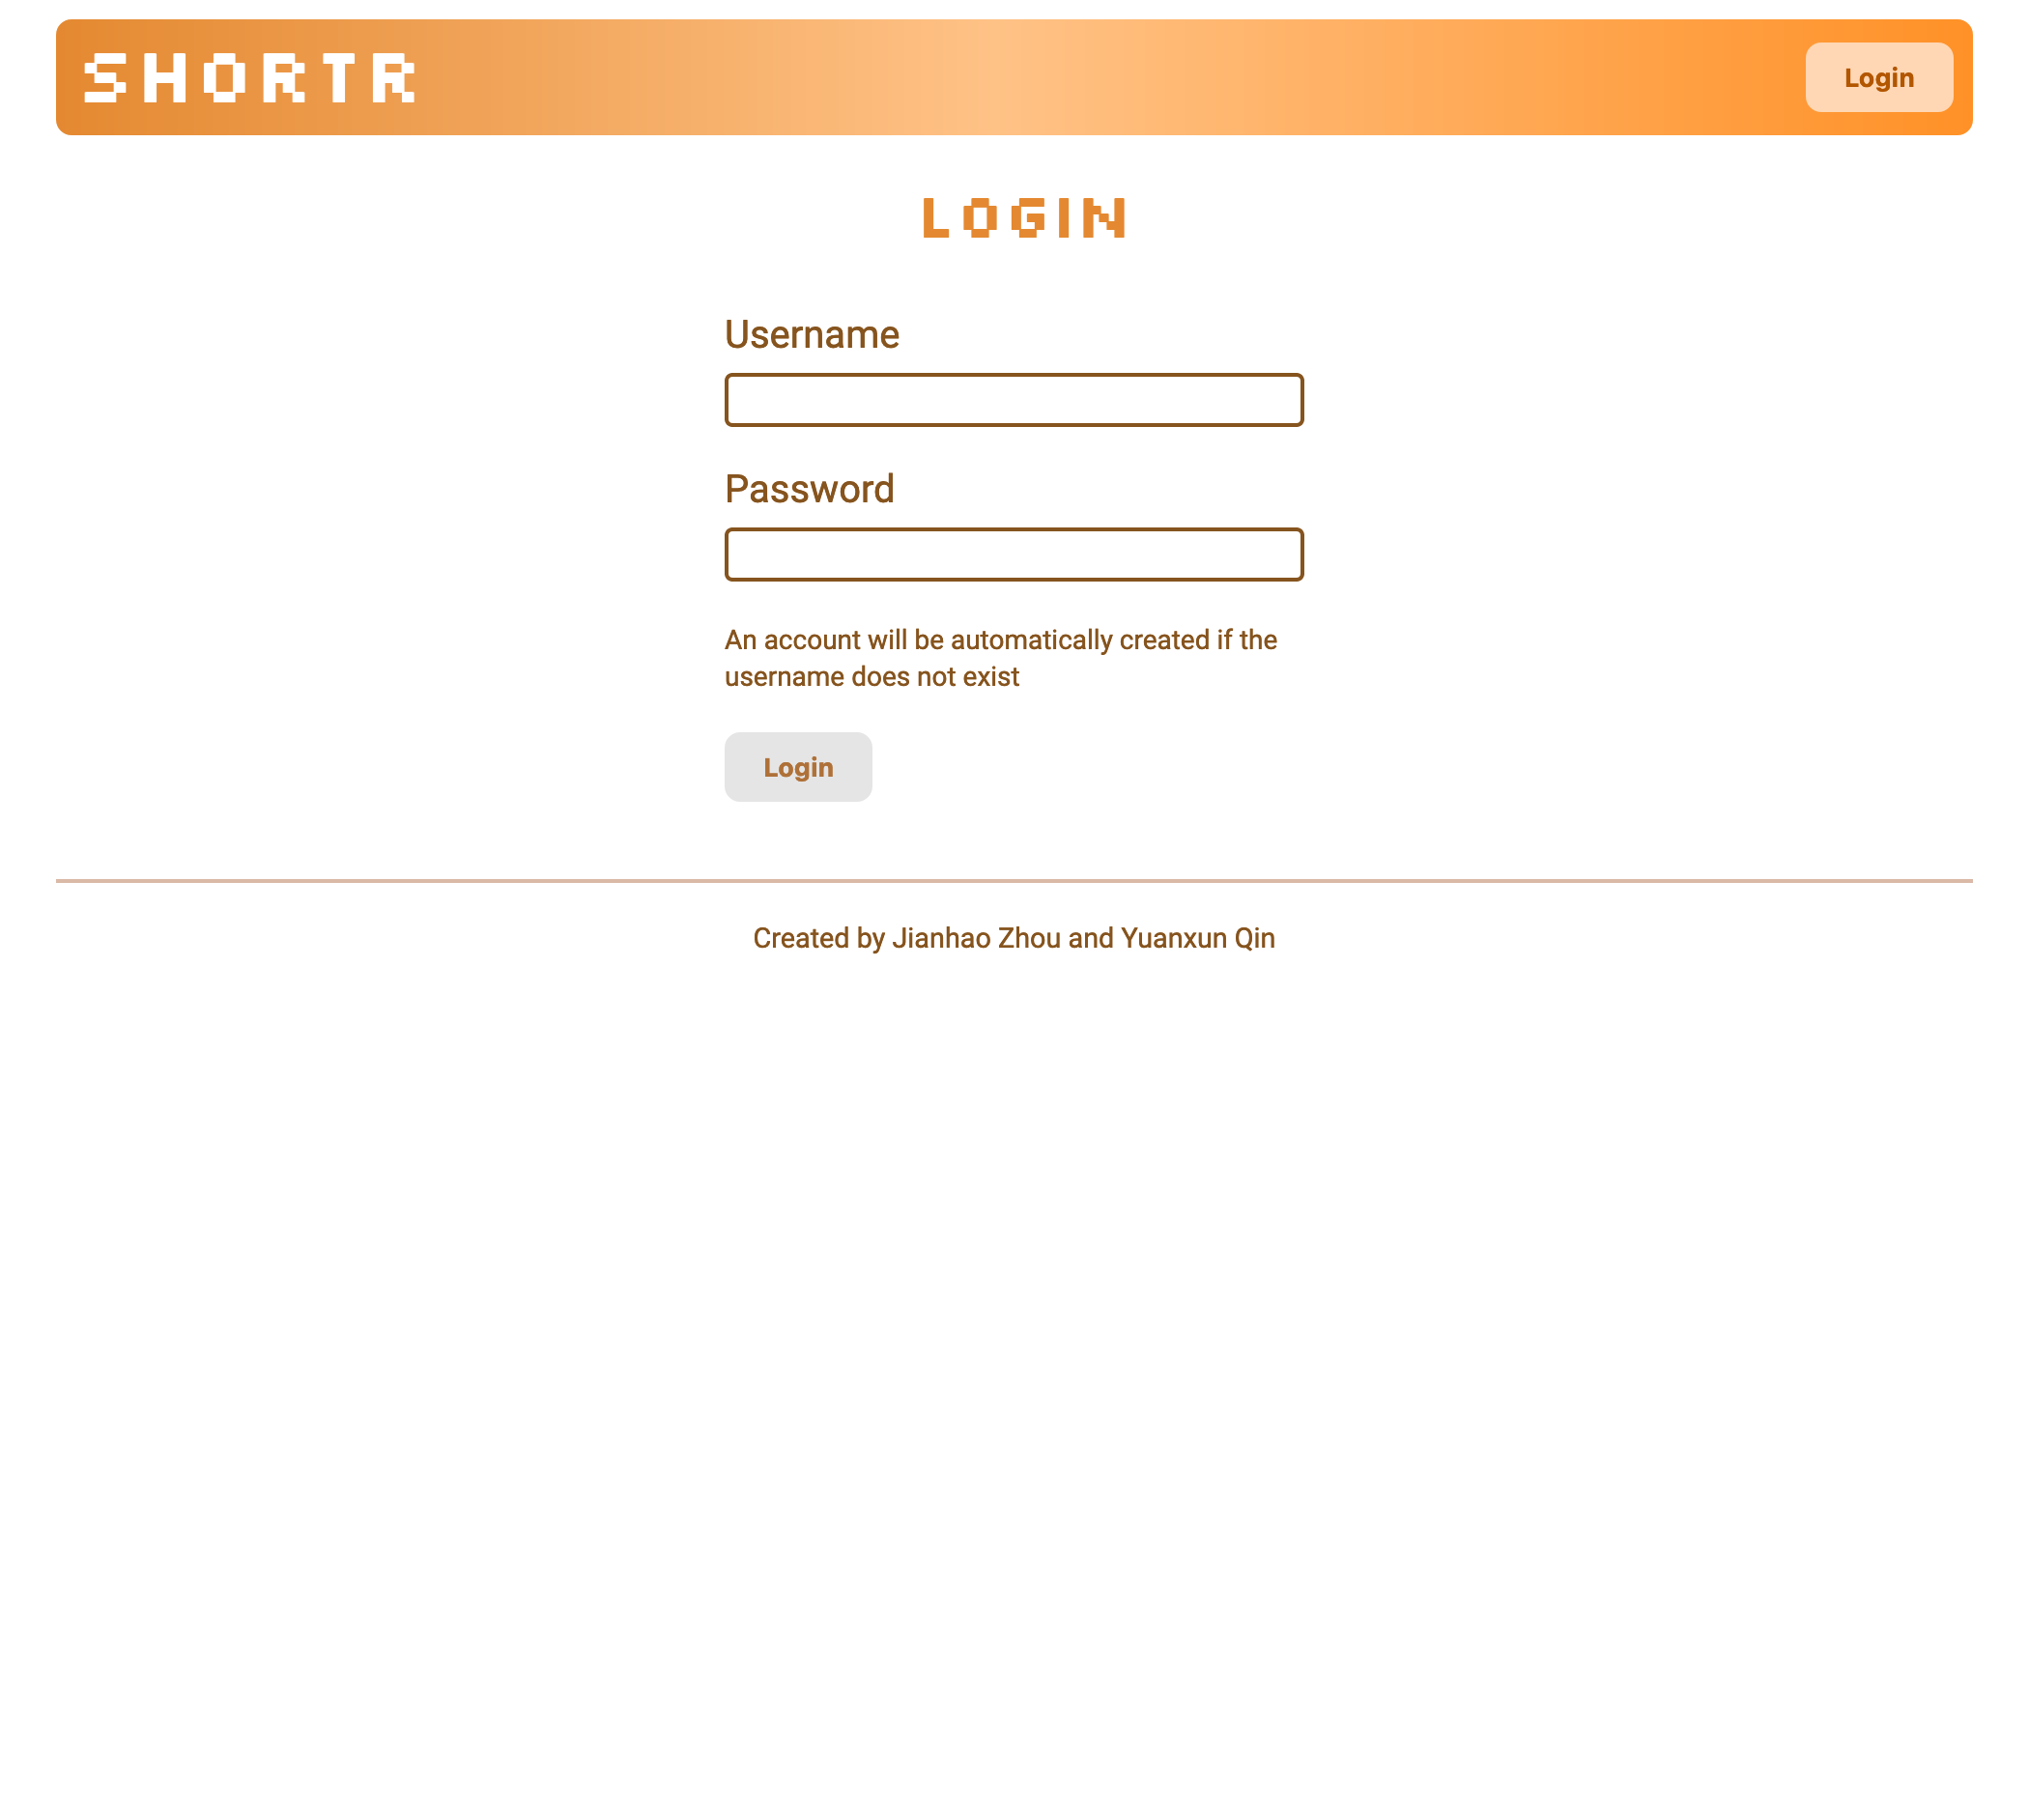 SHORTR
Login
LOGIN
Username
Password
An account will be automatically created if the
username does not exist
Login
Created by Jianhao Zhou and Yuanxun Qin